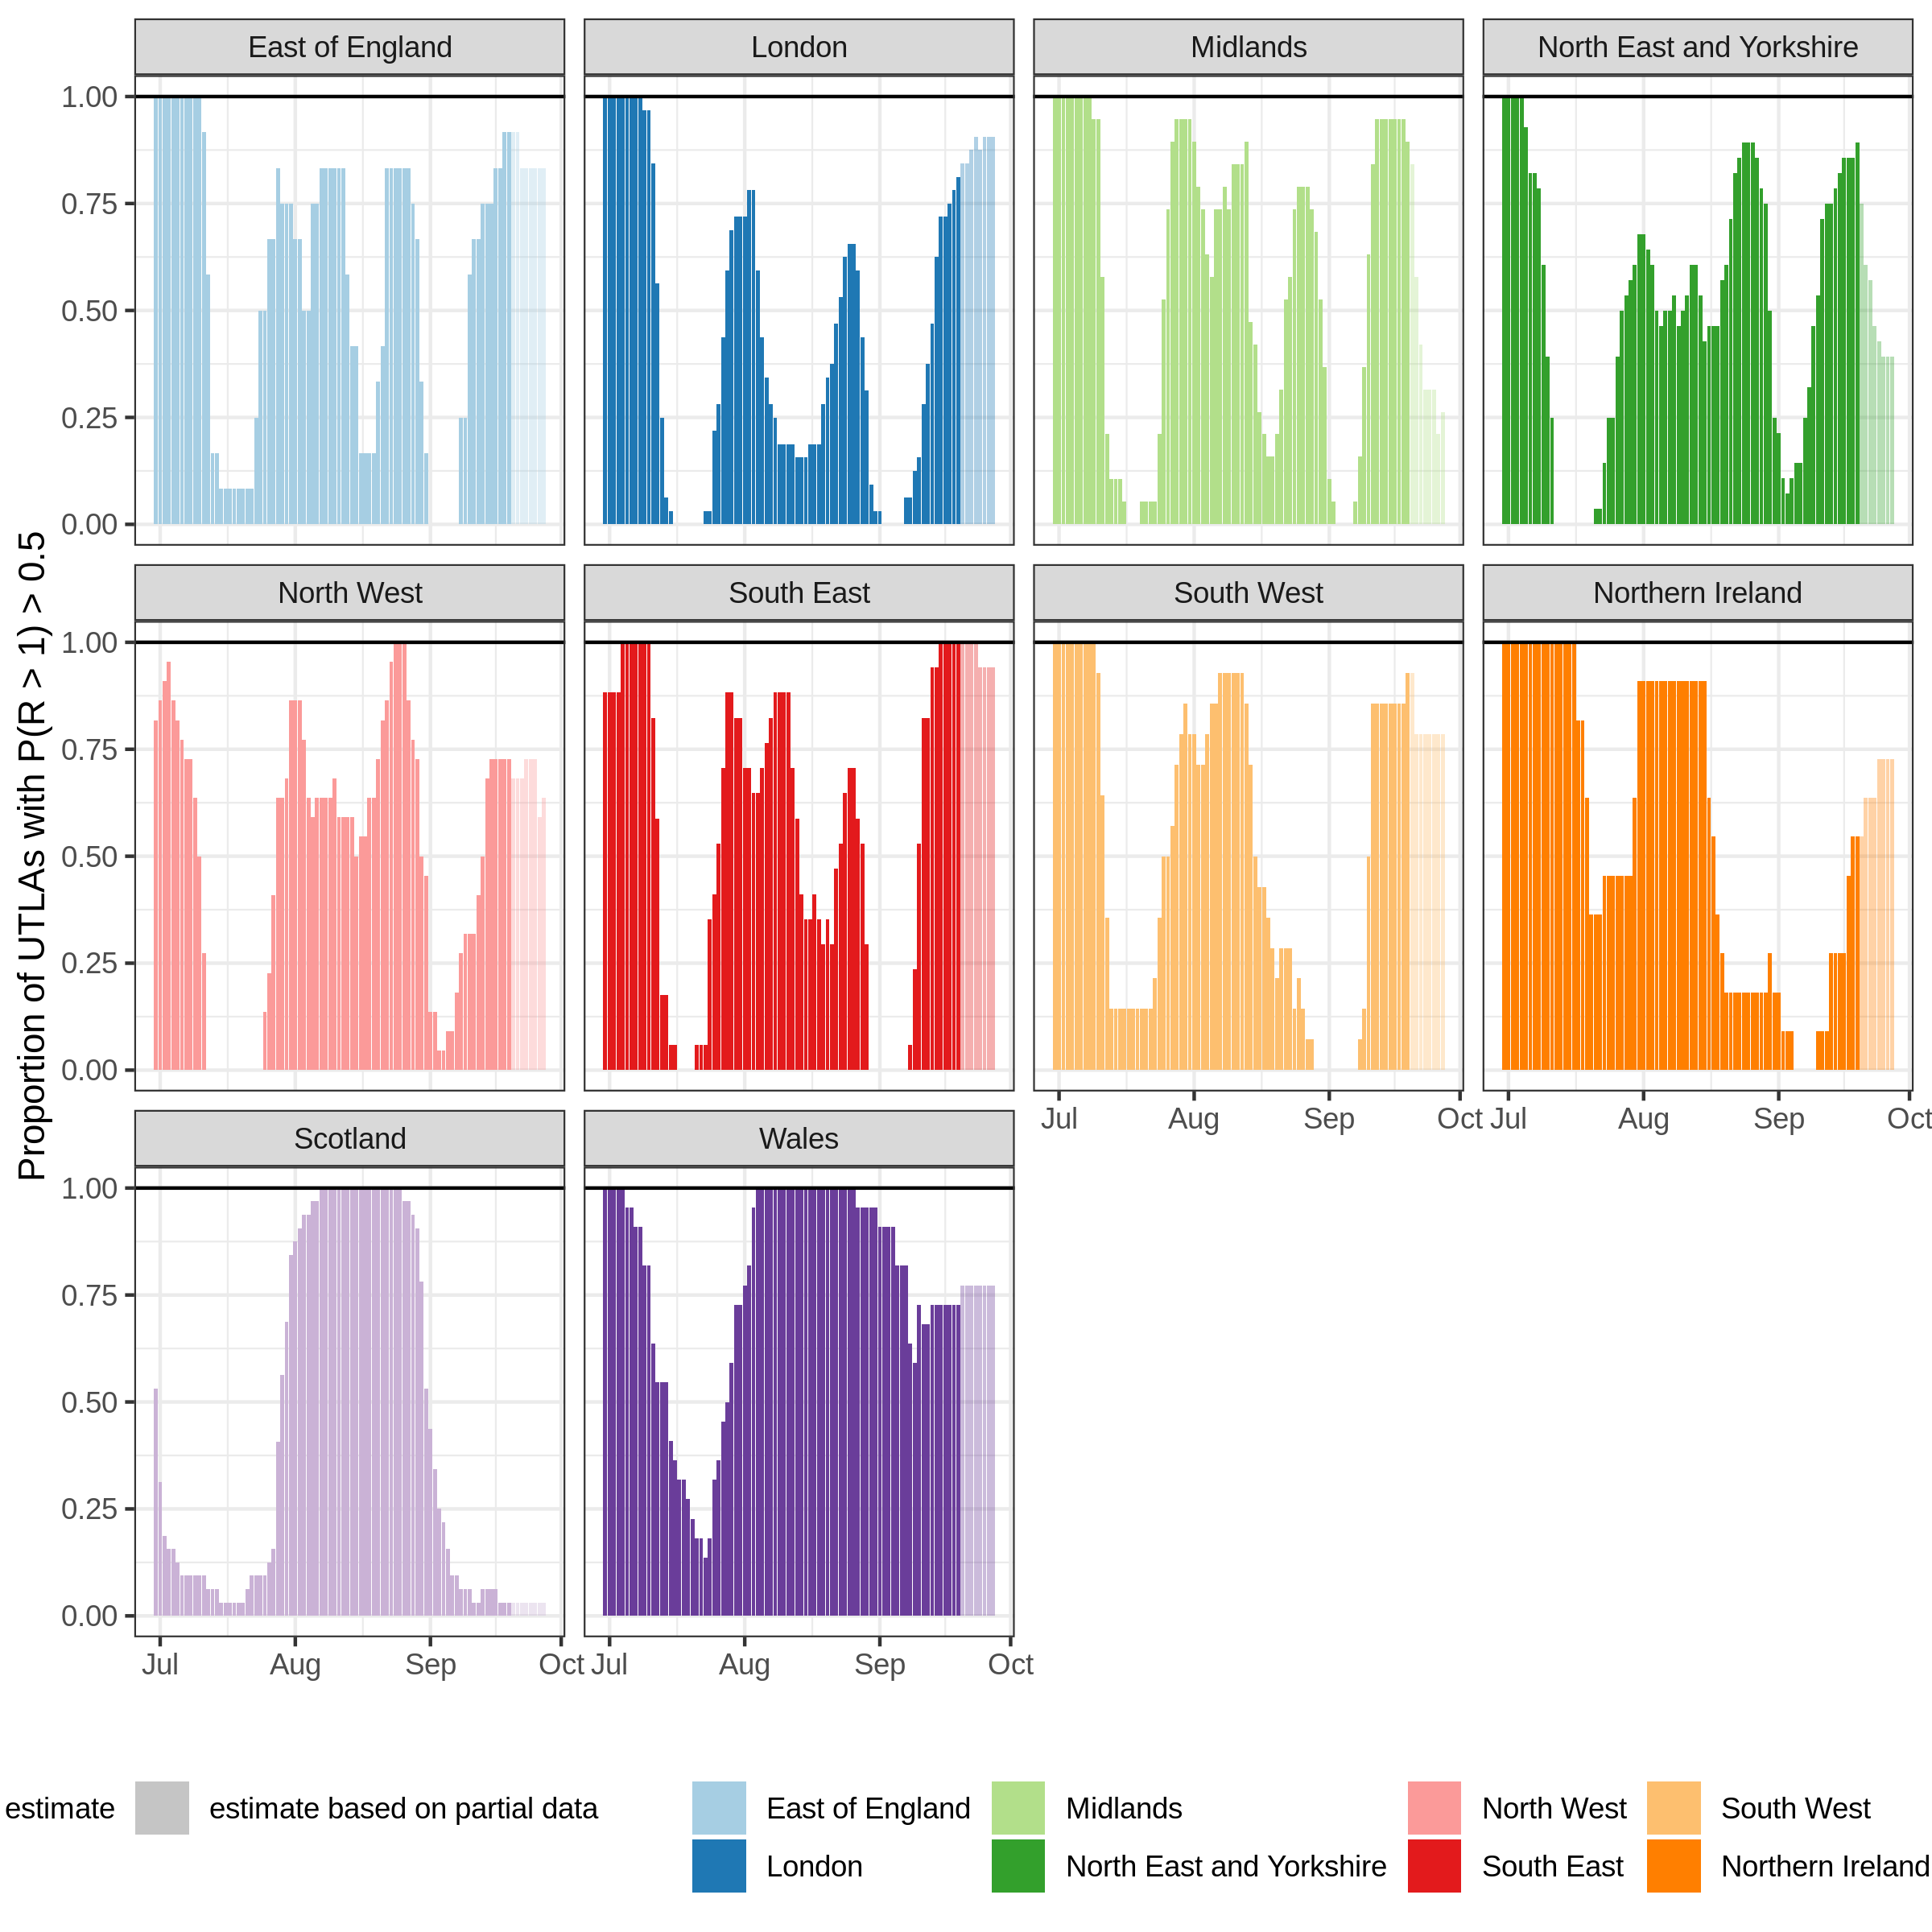 East of England London Midlands North East and Yorkshire
1.00
0.75
0.50
0.25
0.00
Proportion of UTLAs with P(R > 1) > 0.5
North West South East South West Northern Ireland
1.00
0.75
0.50
0.25
0.00
Jul Aug Sep Oct Jul Aug Sep Oct
Scotland Wales
1.00
0.75
0.50
0.25
0.00
Jul Aug Sep Oct Jul Aug Sep Oct
estimate estimate based on partial data East of England Midlands North West South West
London North East and Yorkshire South East Northern Ireland